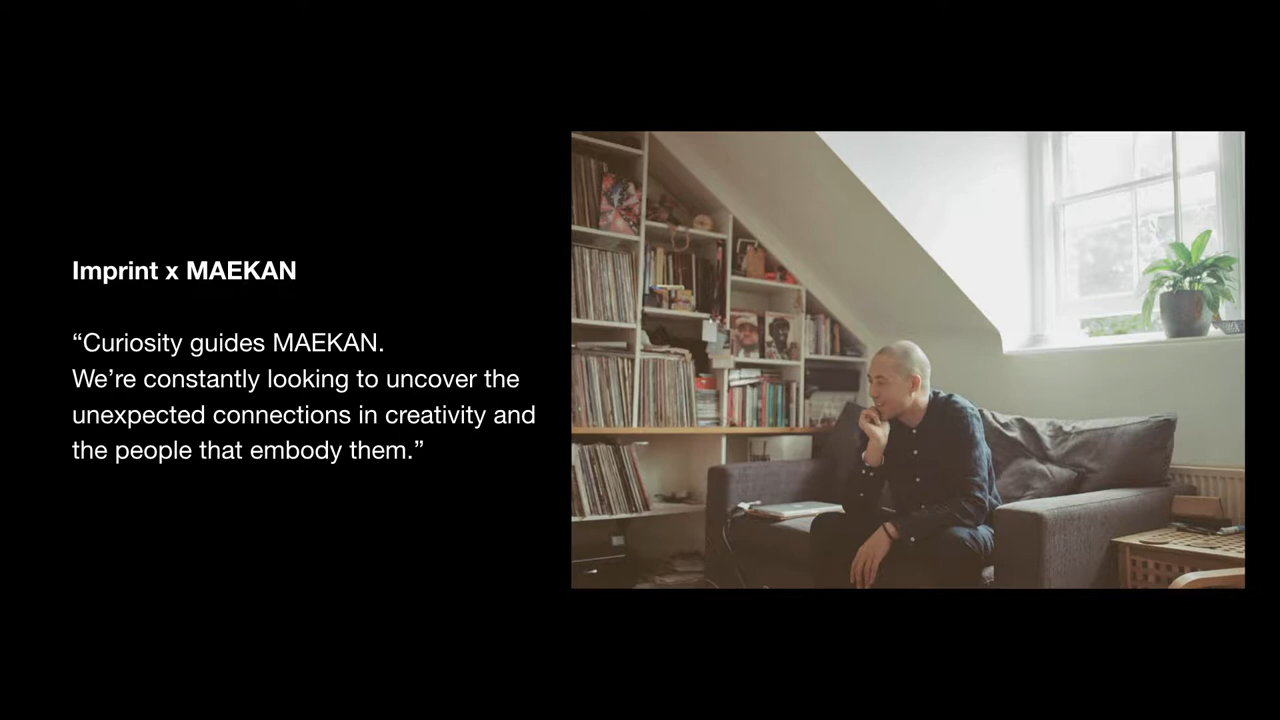 Imprint x MAEKAN
“Curiosity guides MAEKAN.
We’re constantly looking to uncover the
unexpected connections in creativity and
the people that embody them.”